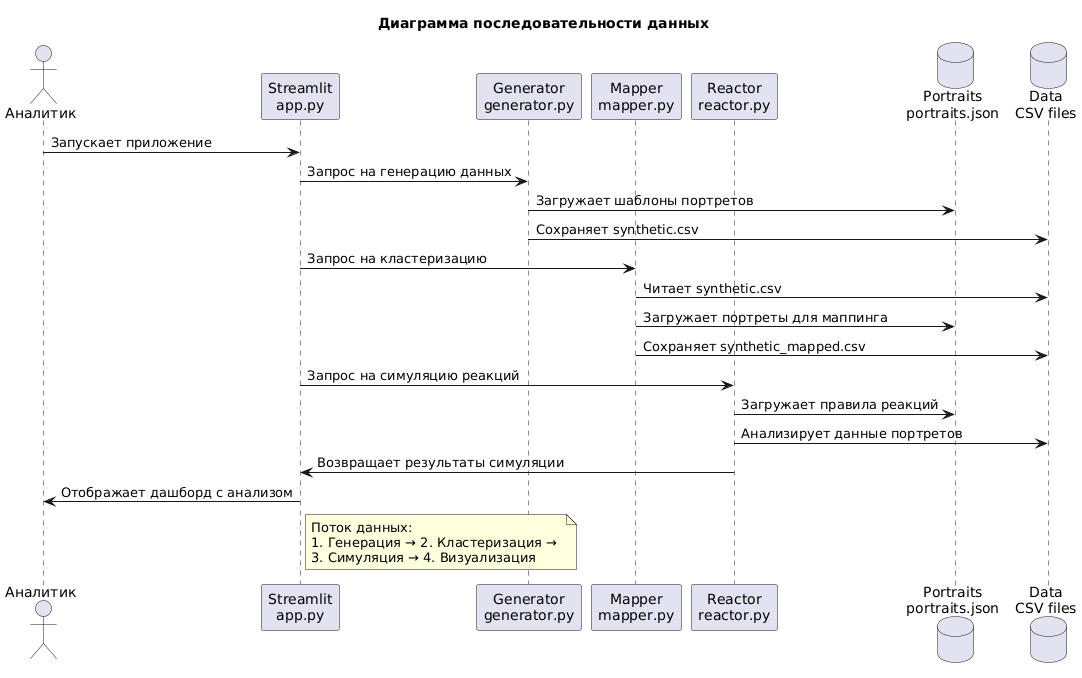 Диаграмма последовательности данных
Аналитик
Streamlit
app.py
Generator
generator.py
Mapper
mapper.py
Reactor
reactor.py
Portraits
portraits.json
Data
CSV files
Запускает приложение
Запрос на генерацию данных
Загружает шаблоны портретов
Сохраняет synthetic.csv
Запрос на кластеризацию
Читает synthetic.csv
Загружает портреты для маппинга
Сохраняет synthetic_mapped.csv
Запрос на симуляцию реакций
Загружает правила реакций
Анализирует данные портретов
Возвращает результаты симуляции
Отображает дашборд с анализом
Поток данных:
1. Генерация → 2. Кластеризация →
3. Симуляция → 4. Визуализация
Аналитик
Streamlit
app.py
Generator
generator.py
Mapper
mapper.py
Reactor
reactor.py
Portraits
portraits.json
Data
CSV files